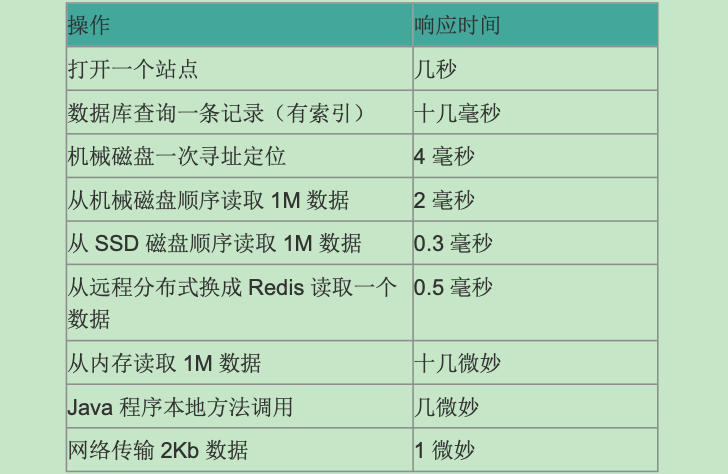 操作 响应时间
打开一个站点 几秒
数据库查询一条记录（有索引） 十几毫秒
机械磁盘一次寻址定位 4 毫秒
从机械磁盘顺序读取 1M 数据 2 毫秒
从 SSD 磁盘顺序读取 1M 数据 0.3 毫秒
从远程分布式换成 Redis 读取一个 0.5 毫秒
数据
从内存读取 1M 数据 十几微妙
Java 程序本地方法调用 几微妙
网络传输 2Kb 数据 1 微妙